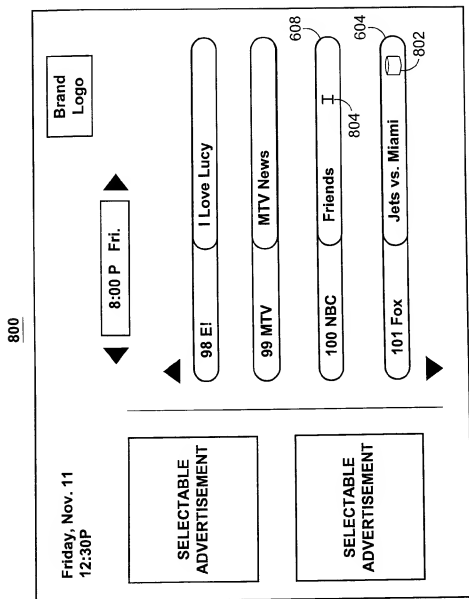 800
Friday, Nov. 11
12:30P
Brand
Logo
8:00 P Fri.
SELECTABLE
ADVERTISEMENT
SELECTABLE
ADVERTISEMENT
98 E! I Love Lucy
99 MTV MTV News
100 NBC Friends
608
804
101 Fox Jets vs. Miami
604
802